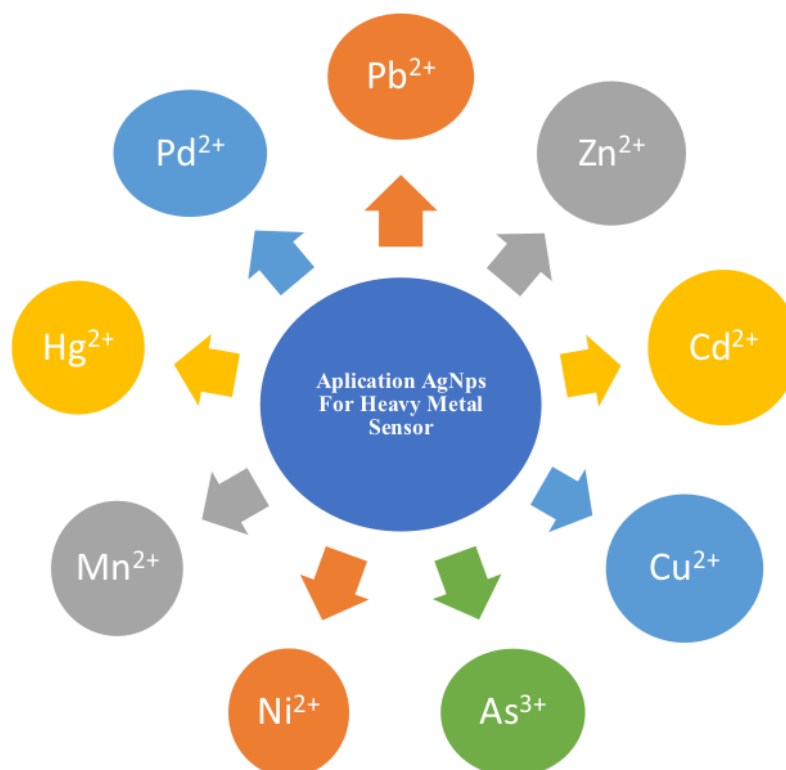 Pb²⁺
Zn²⁺
Pd²⁺
Hg²⁺
Cd²⁺
Aplication AgNps
For Heavy Metal
Sensor
Mn²⁺
Cu²⁺
Ni²⁺
As³⁺